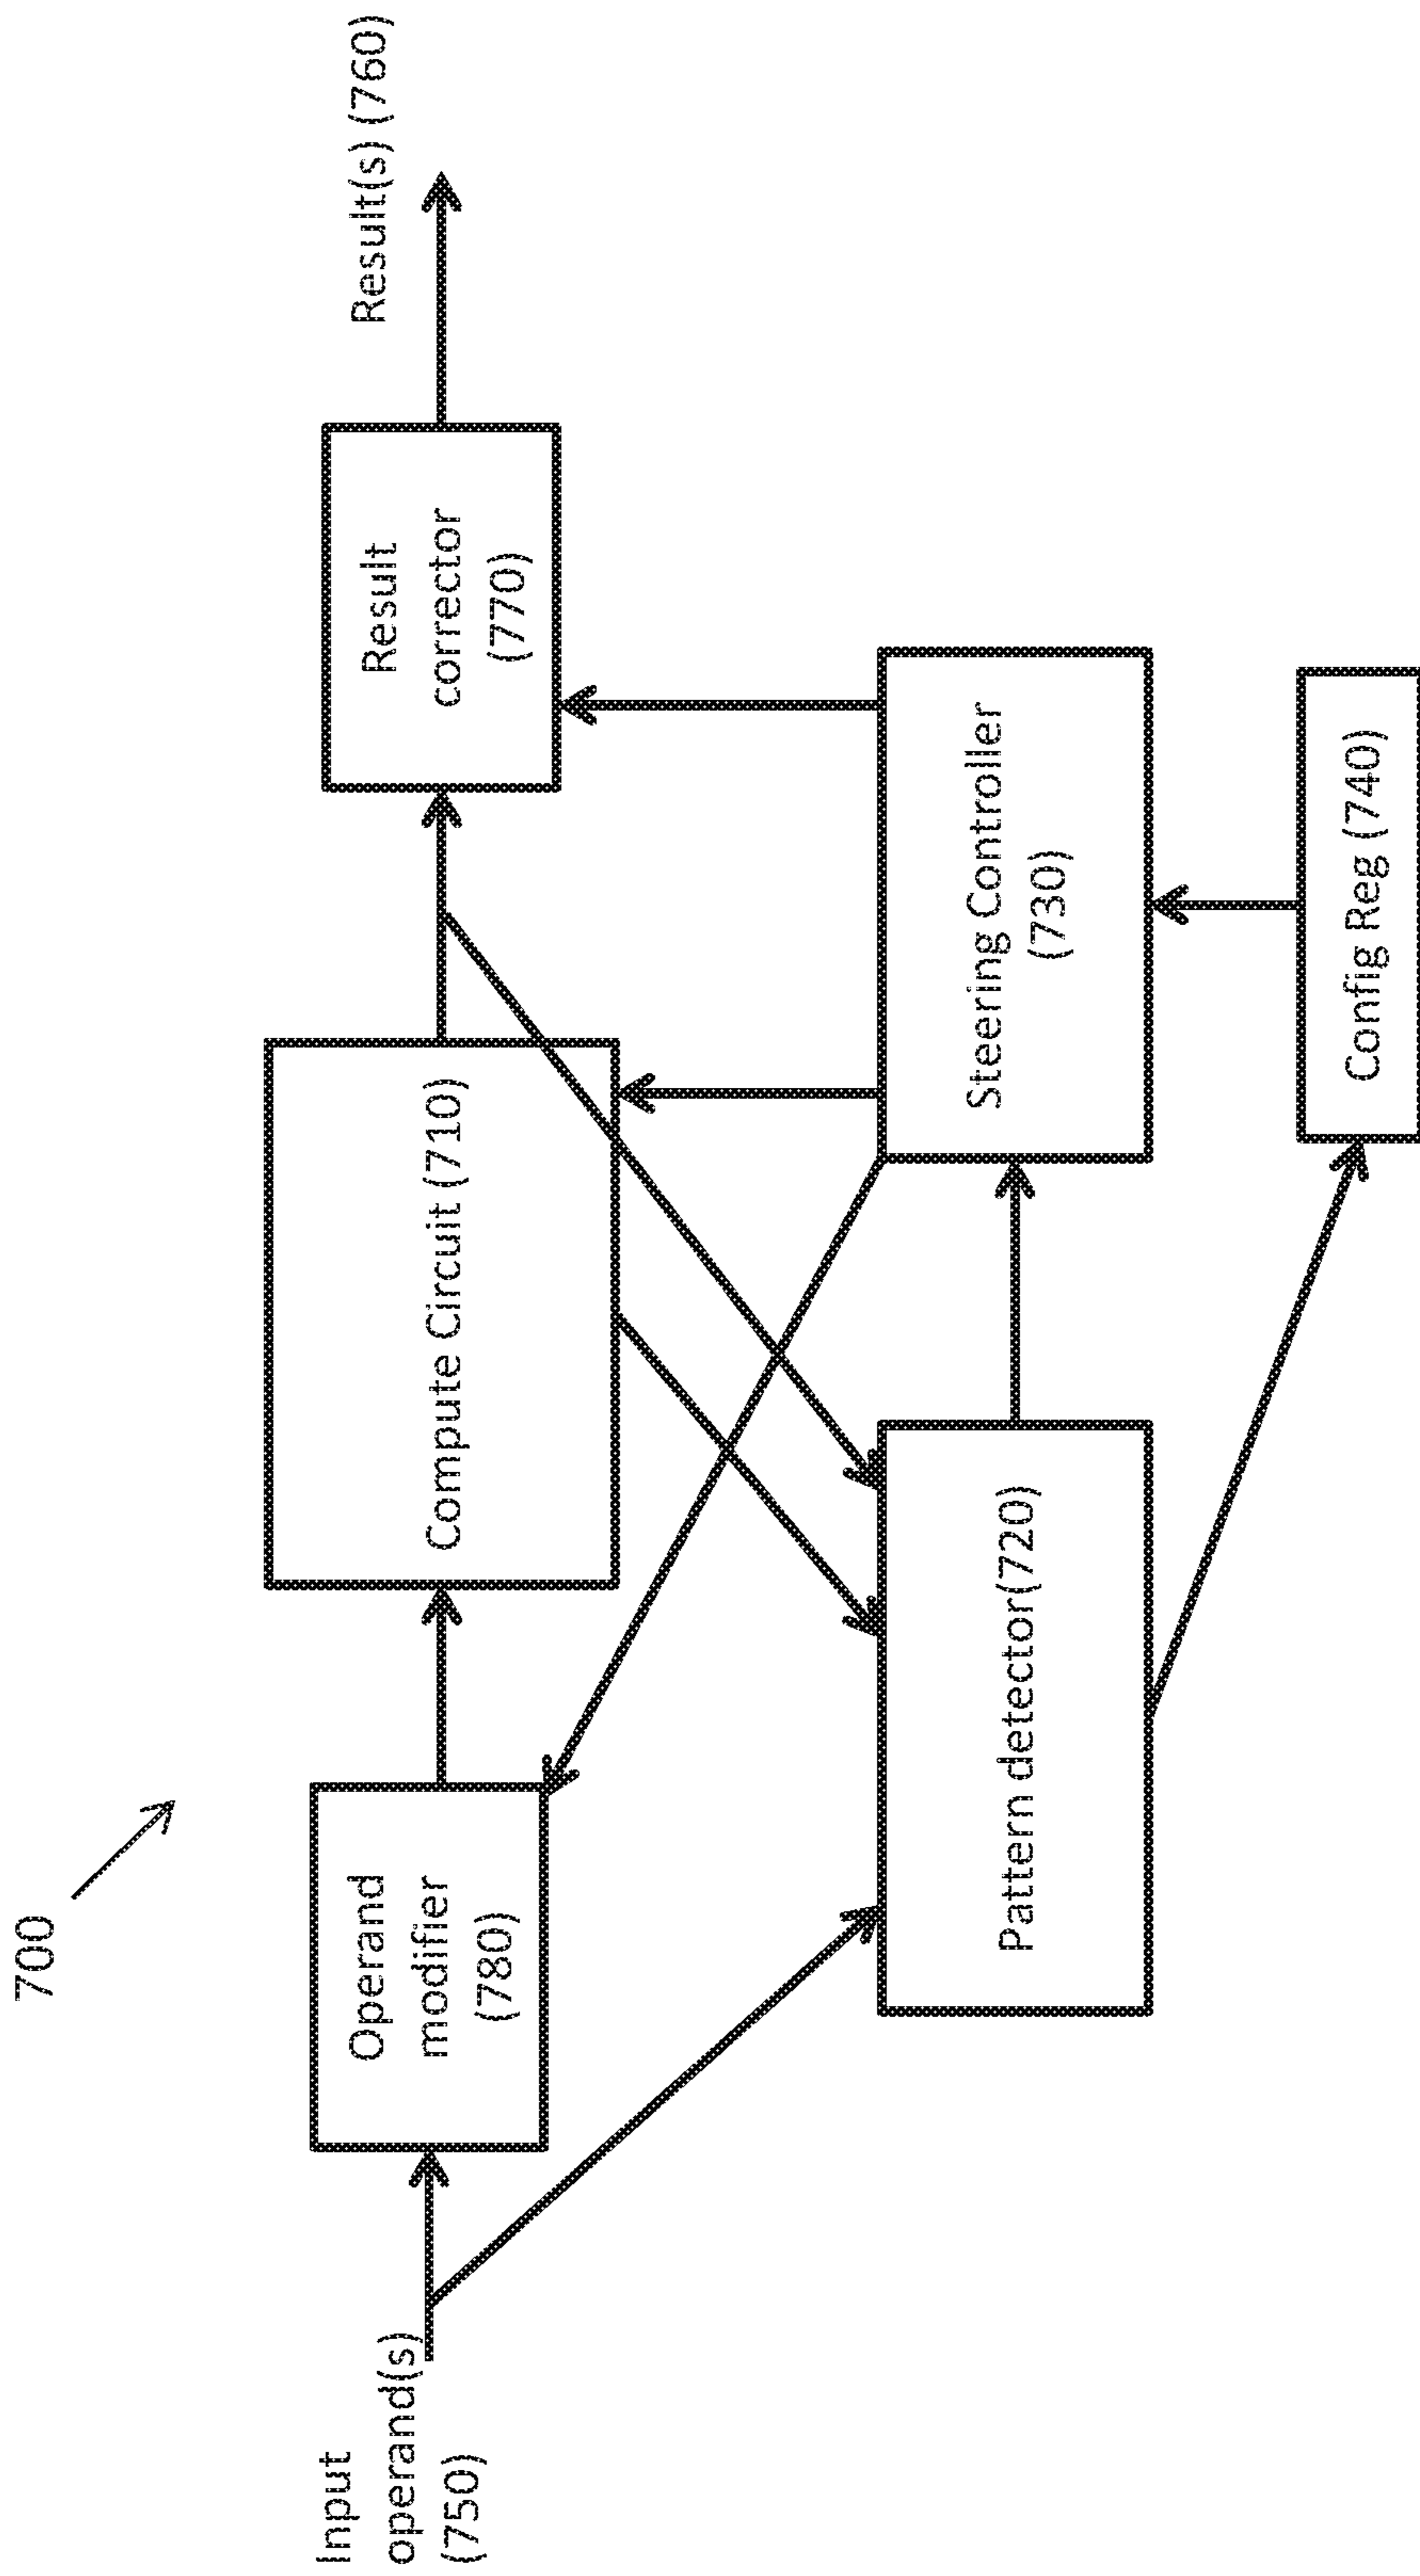 700
Input
operand(s)
(750)
Operand
modifier
(780)
Compute Circuit (710)
Result
corrector
(770)
Result(s) (760)
Pattern detector(720)
Steering Controller
(730)
Config Reg (740)